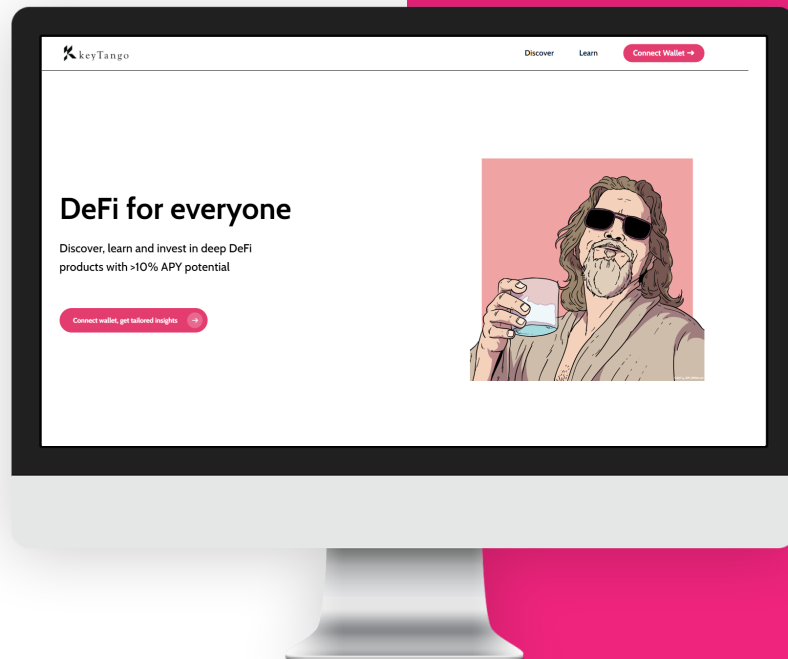 keyTango
Discover
Learn
Connect Wallet →
DeFi for everyone
Discover, learn and invest in deep DeFi
products with >10% APY potential
Connect wallet, get tailored insights →